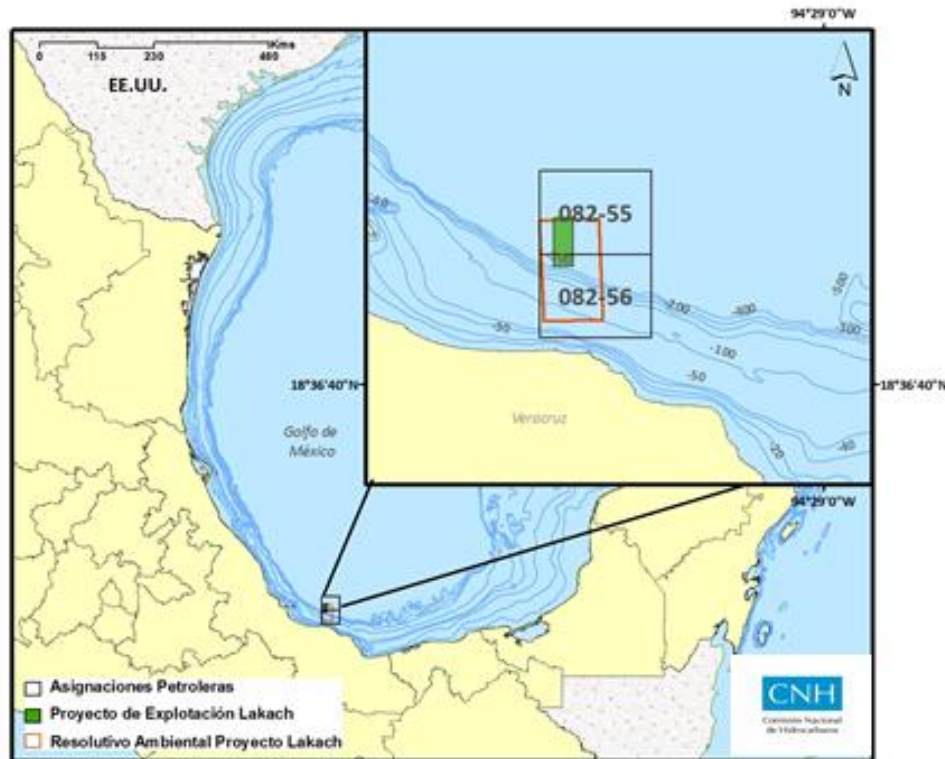 94°29'0"W
Kms
0 115 230 460
EE.UU.
N
082-55
082-56
-50
-200
-500
-100
-100
-50
-20
18°36'40"N
18°36'40"N
Veracruz
Golfo de
México
94°29'0"W
Asignaciones Petroleras
Proyecto de Explotación Lakach
Resolutivo Ambiental Proyecto Lakach
CNH
Comisión Nacional
de Hidrocarburos